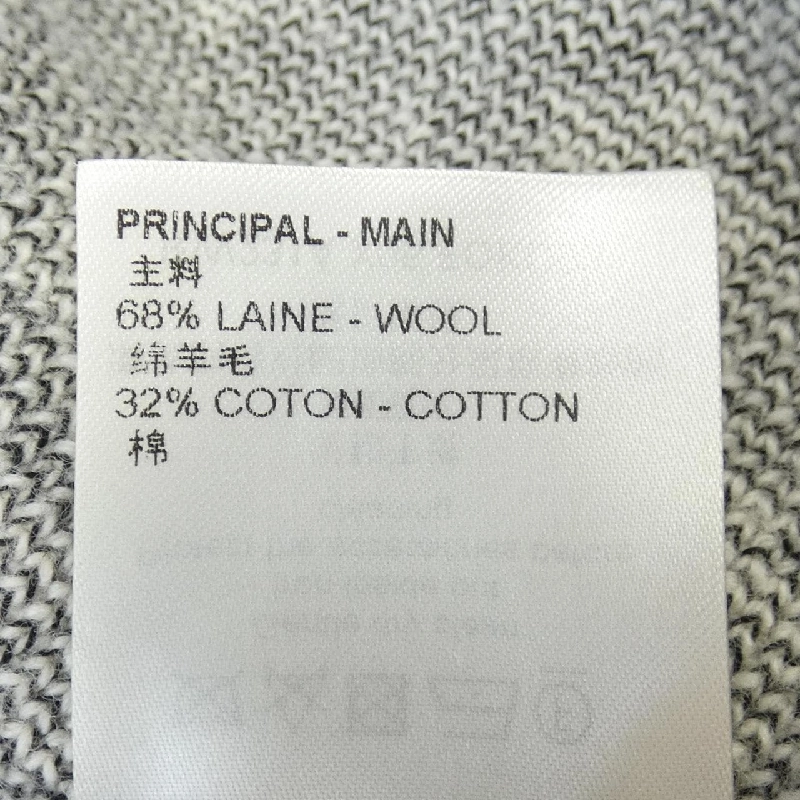 PRINCIPAL - MAIN
主料
68% LAINE - WOOL
绵羊毛
32% COTON - COTTON
棉